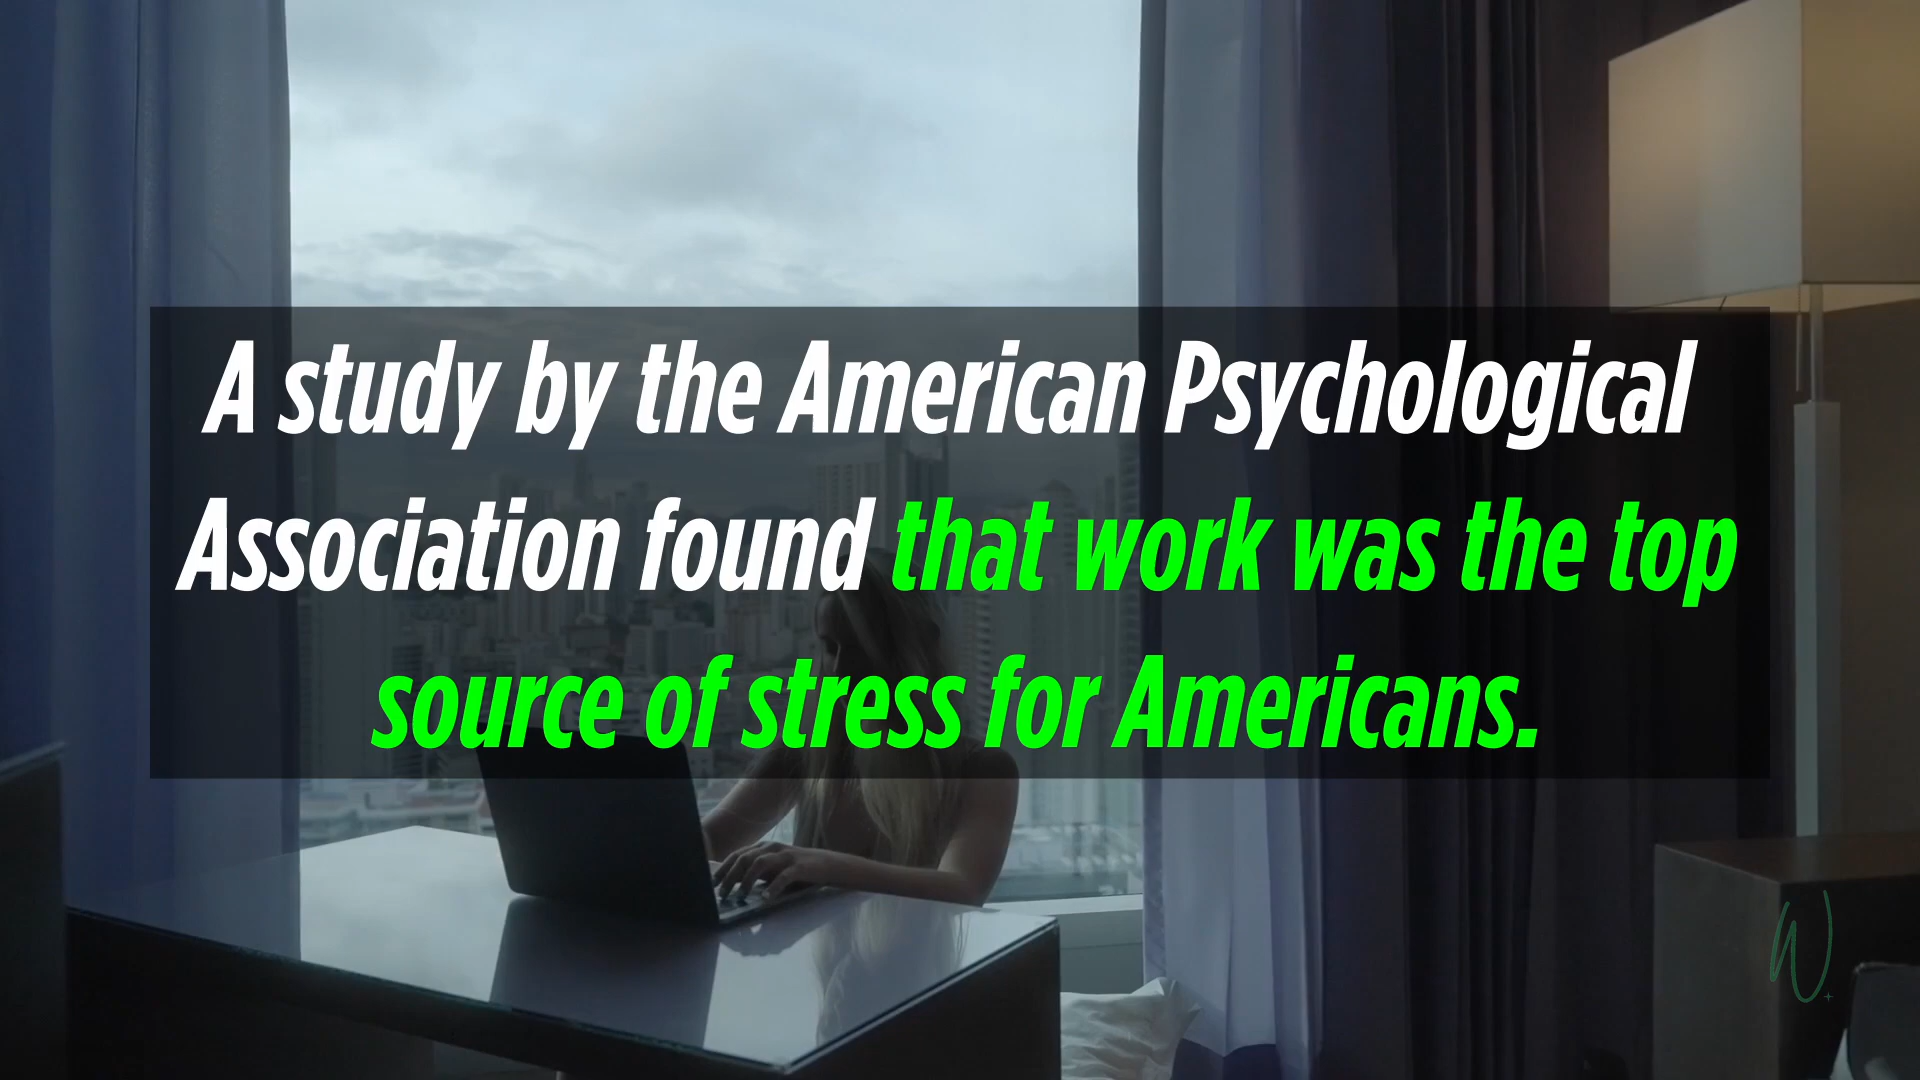 A study by the American Psychological
Association found that work was the top
source of stress for Americans.
W.